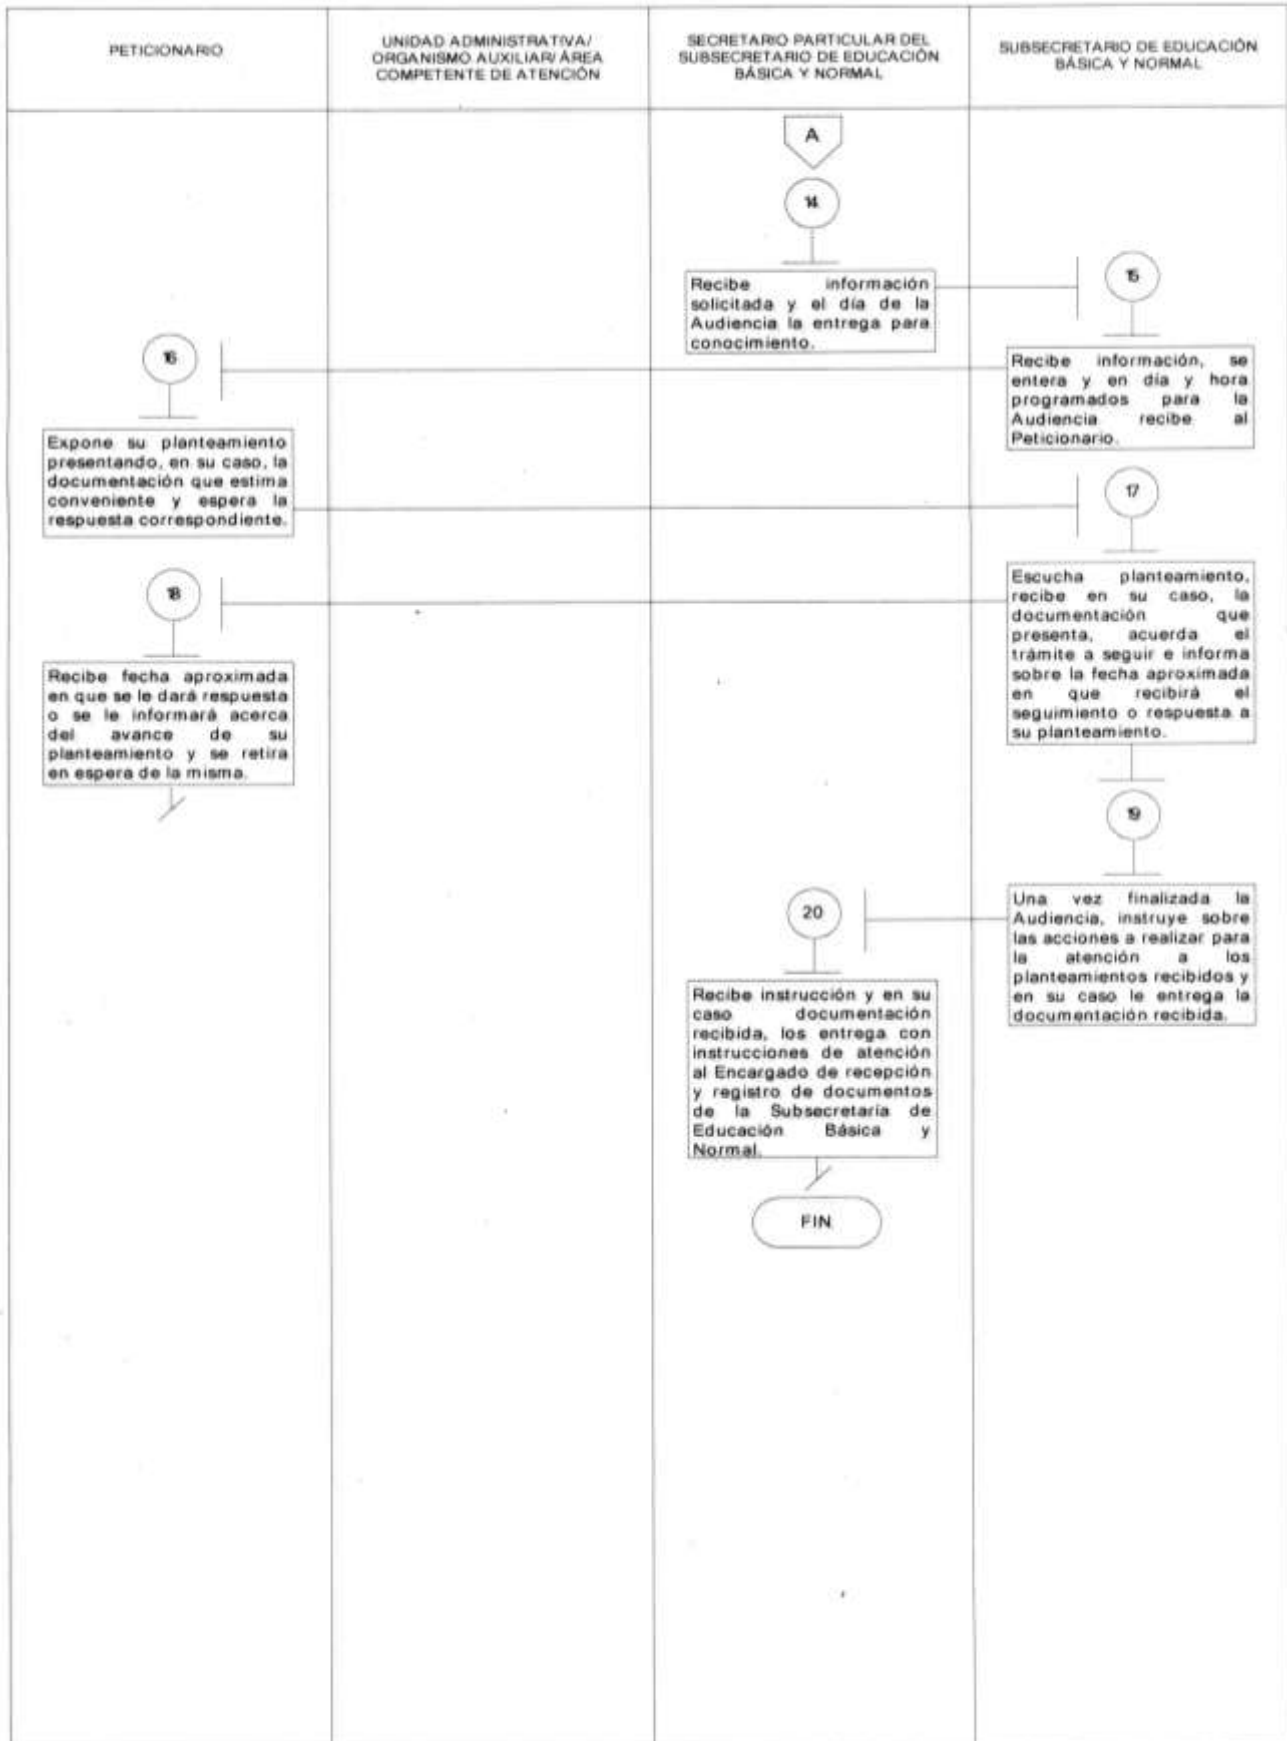 PETICIONARIO
UNIDAD ADMINISTRATIVA/
ORGANISMO AUXILIAR/ ÁREA
COMPETENTE DE ATENCIÓN
SECRETARIO PARTICULAR DEL
SUBSECRETARIO DE EDUCACIÓN
BÁSICA Y NORMAL
SUBSECRETARIO DE EDUCACIÓN
BÁSICA Y NORMAL
A
14
Recibe información
solicitada y el día de la
Audiencia la entrega para
conocimiento.
15
Recibe información, se
entera y en día y hora
programados para la
Audiencia recibe al
Peticionario.
16
Expone su planteamiento
presentando, en su caso, la
documentación que estima
conveniente y espera la
respuesta correspondiente.
17
Escucha planteamiento,
recibe en su caso, la
documentación que
presenta, acuerda el
trámite a seguir e informa
sobre la fecha aproximada
en que recibirá el
seguimiento o respuesta a
su planteamiento.
18
Recibe fecha aproximada
en que se le dará respuesta
o se le informará acerca
del avance de su
planteamiento y se retira
en espera de la misma.
19
Una vez finalizada la
Audiencia, instruye sobre
las acciones a realizar para
la atención a los
planteamientos recibidos y
en su caso le entrega la
documentación recibida.
20
Recibe instrucción y en su
caso documentación
recibida, los entrega con
instrucciones de atención
al Encargado de recepción
y registro de documentos
de la Subsecretaría de
Educación Básica y
Normal.
FIN